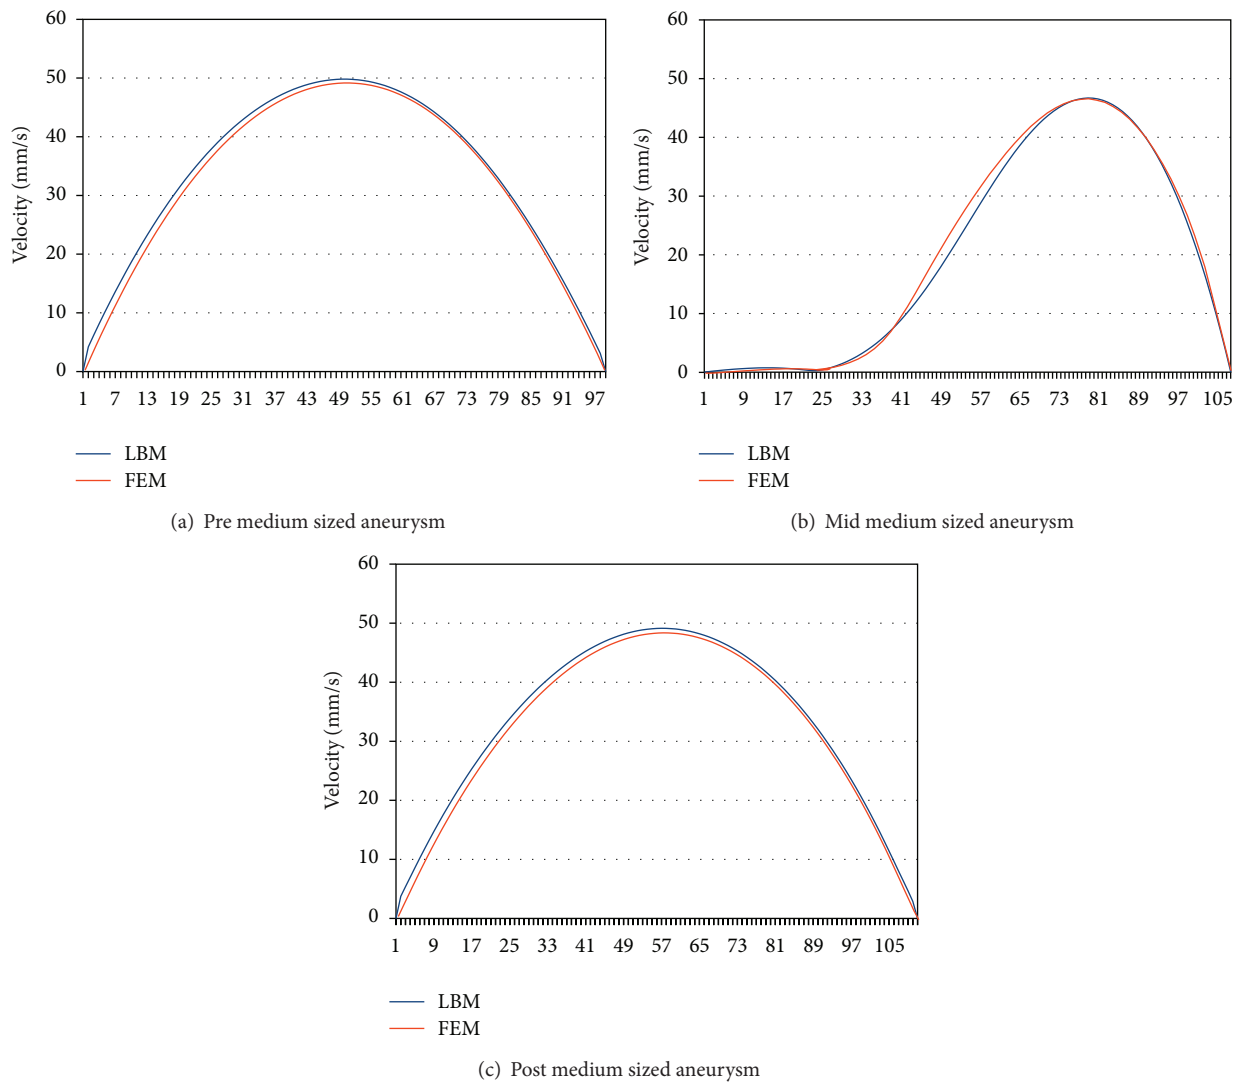 60
50
40
30
20
10
0
Velocity (mm/s)
1 7 13 19 25 31 37 43 49 55 61 67 73 79 85 91 97
LBM
FEM
(a) Pre medium sized aneurysm
60
50
40
30
20
10
0
Velocity (mm/s)
1 9 17 25 33 41 49 57 65 73 81 89 97 105
LBM
FEM
(b) Mid medium sized aneurysm
60
50
40
30
20
10
0
Velocity (mm/s)
1 9 17 25 33 41 49 57 65 73 81 89 97 105
LBM
FEM
(c) Post medium sized aneurysm